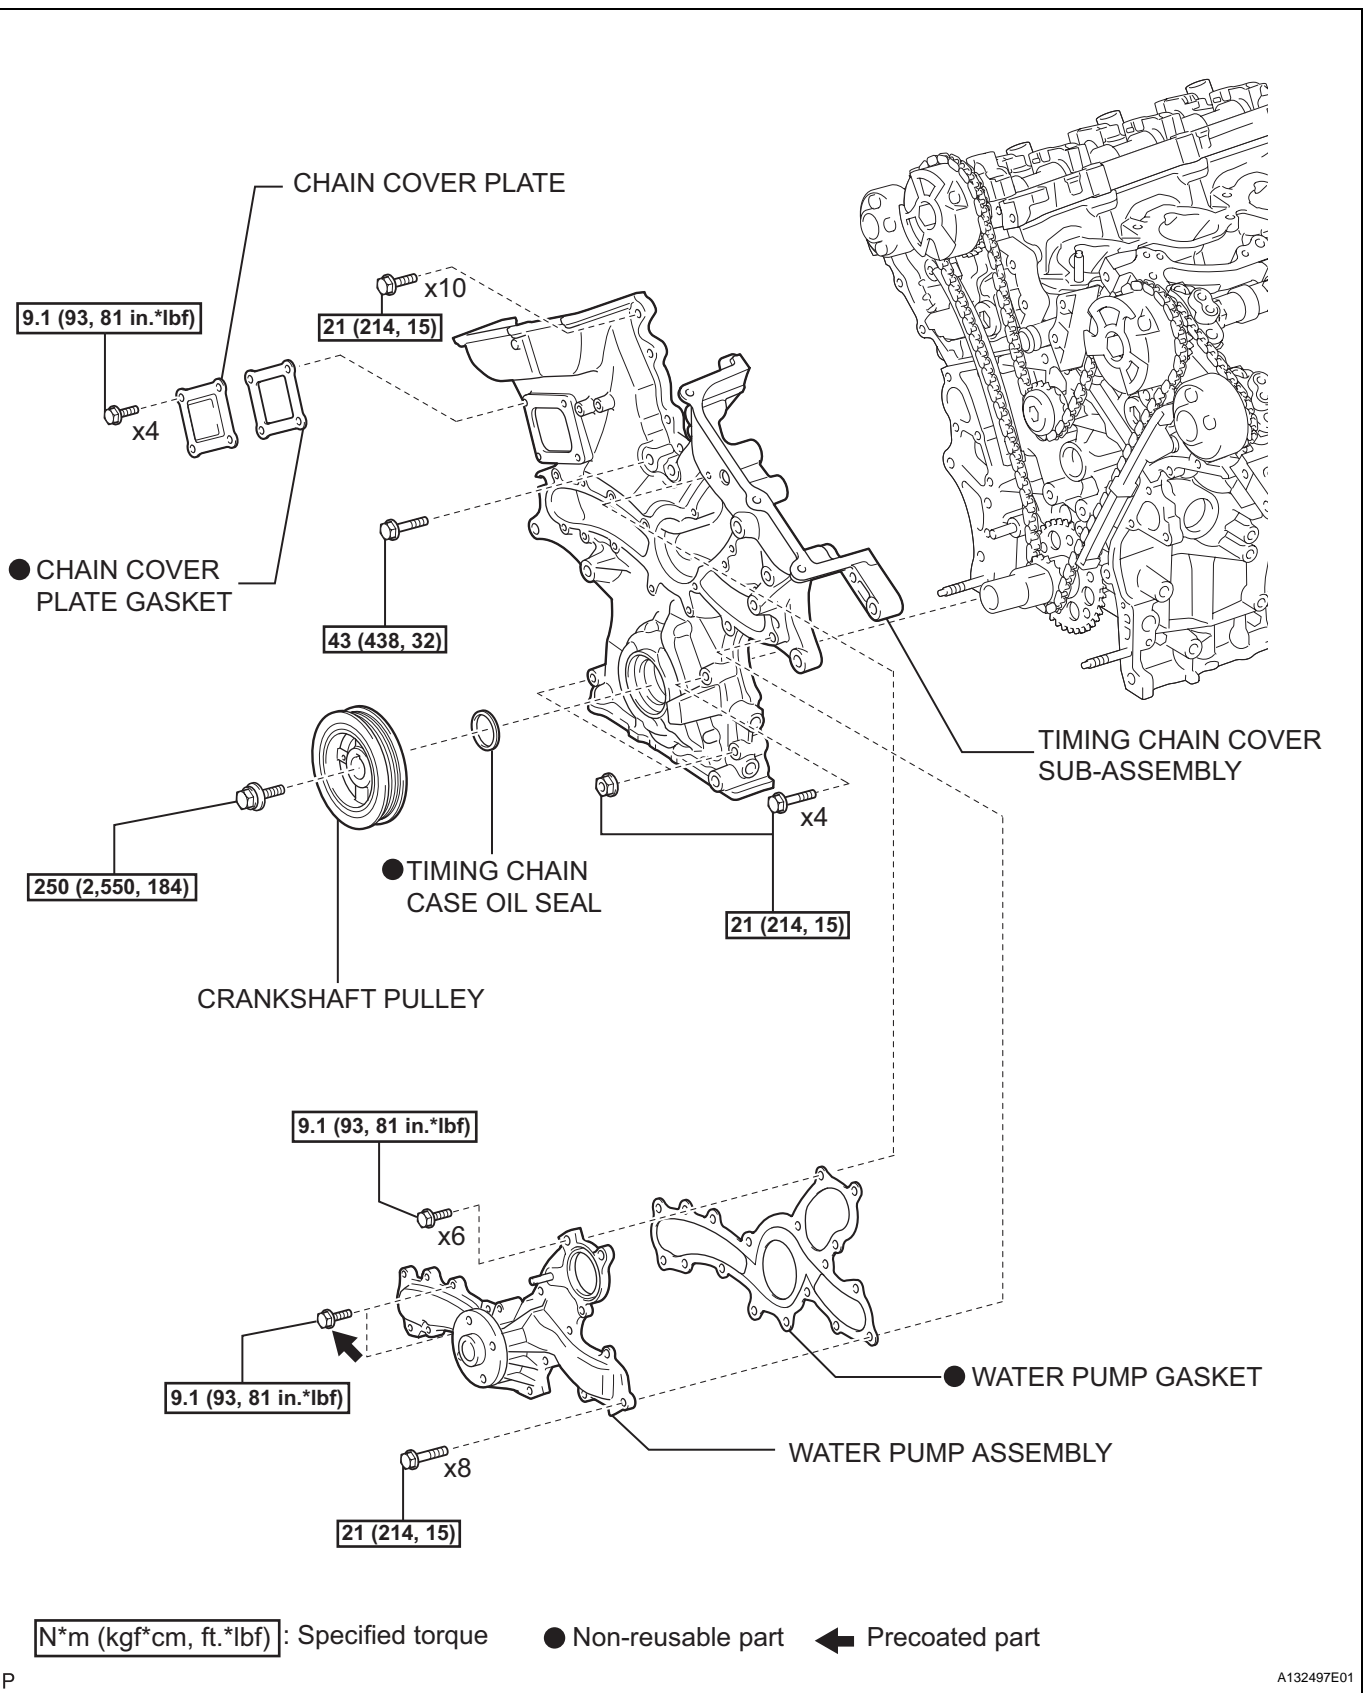 CHAIN COVER PLATE
x10
9.1 (93, 81 in.*lbf)
21 (214, 15)
x4
CHAIN COVER
PLATE GASKET
43 (438, 32)
TIMING CHAIN COVER
SUB-ASSEMBLY
x4
250 (2,550, 184)
TIMING CHAIN
CASE OIL SEAL
21 (214, 15)
CRANKSHAFT PULLEY
9.1 (93, 81 in.*lbf)
x6
9.1 (93, 81 in.*lbf)
WATER PUMP GASKET
WATER PUMP ASSEMBLY
x8
21 (214, 15)
N*m (kgf*cm, ft.*lbf) : Specified torque
Non-reusable part
Precoated part
P
A132497E01